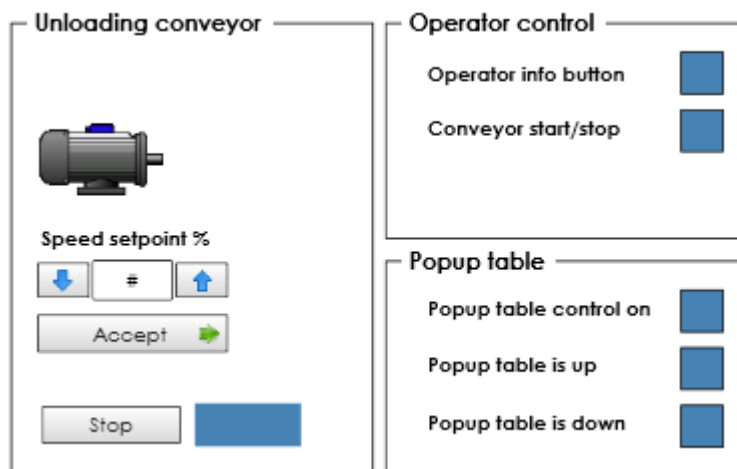 Unloading conveyor
Speed setpoint %
#
Accept
Stop
Operator control
Operator info button
Conveyor start/stop
Popup table
Popup table control on
Popup table is up
Popup table is down